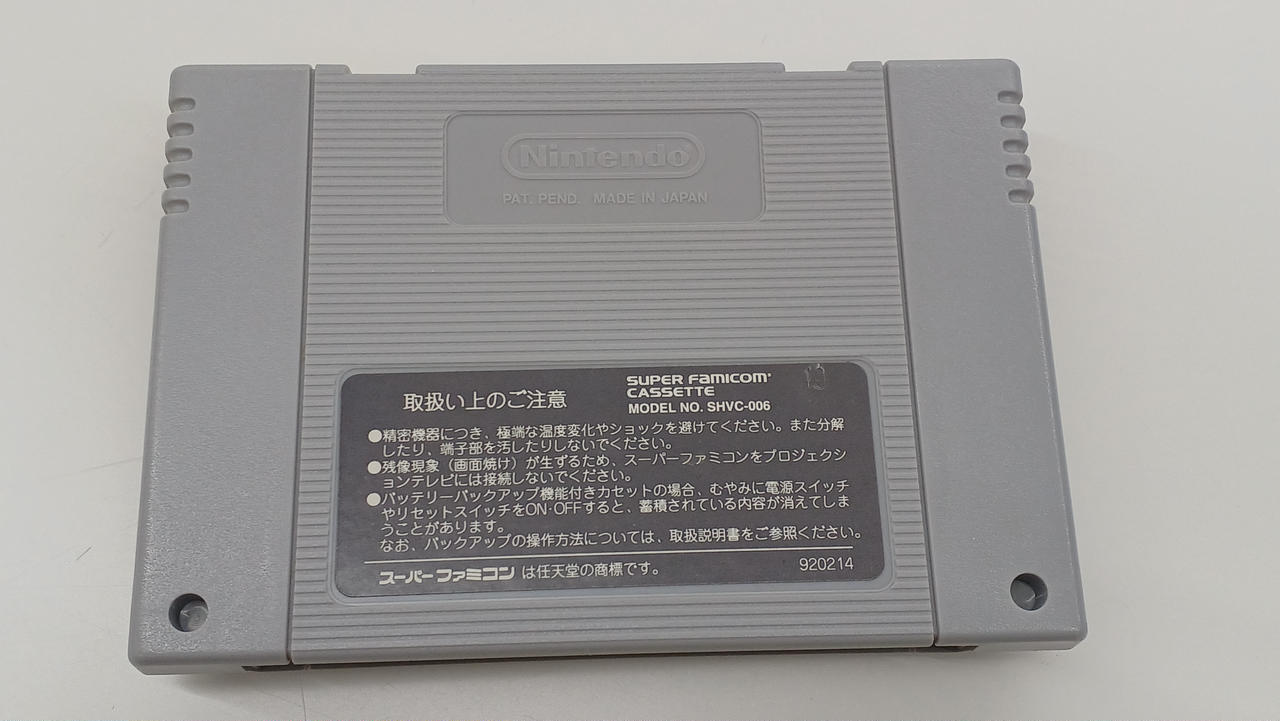 Nintendo
PAT. PEND. MADE IN JAPAN
取扱い上のご注意
SUPER FAMICOM
CASSETTE
MODEL NO. SHVC-006
●精密機器につき、極端な温度変化やショックを避けてください。また分解
したり、端子部を汚したりしないでください。
●残像現象（画面焼け）が生ずるため、スーパーファミコンをプロジェクシ
ョンテレビには接続しないでください。
●バッテリーバックアップ機能付きカセットの場合、むやみに電源スイッチ
やリセットスイッチをON·OFFすると、蓄積されている内容が消えてしま
うことがあります。
なお、バックアップの操作方法については、取扱説明書をご参照ください。
スーパーファミコンは任天堂の商標です。
920214